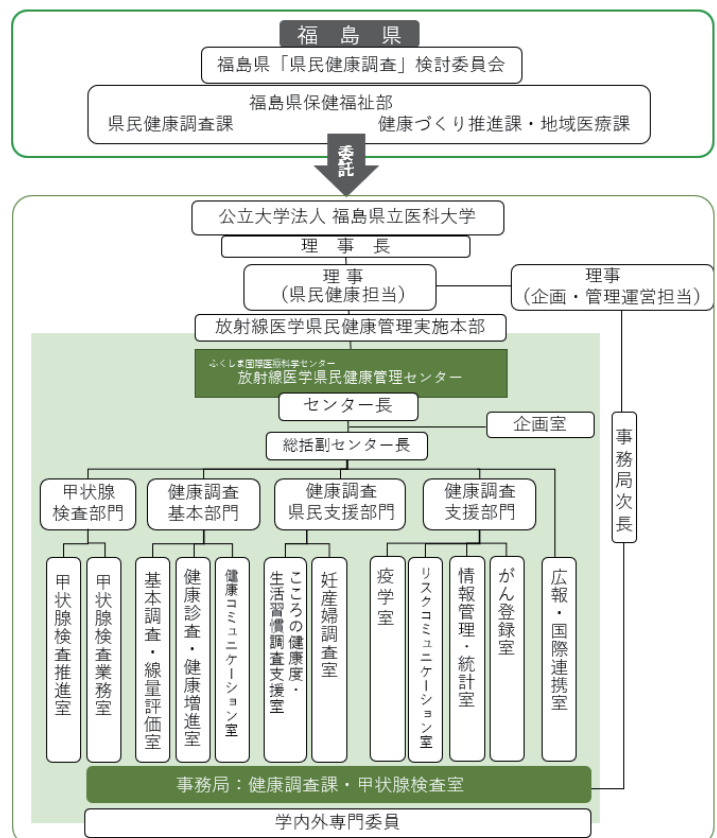 福島県
福島県「県民健康調査」検討委員会
福島県保健福祉部
県民健康調査課
健康づくり推進課・地域医療課
委託
公立大学法人 福島県立医科大学
理事長
理事
(県民健康担当)
理事
(企画・管理運営担当)
放射線医学県民健康管理実施本部
ふくしま国際医療科学センター
放射線医学県民健康管理センター
センター長
企画室
総括副センター長
事務局次長
甲状腺
検査部門
健康調査
基本部門
健康調査
県民支援部門
健康調査
支援部門
甲状腺検査推進室
甲状腺検査業務室
基本調査・線量評価室
健康診査・健康増進室
健康コミュニケーション室
こころの健康度・
生活習慣調査支援室
妊産婦調査室
疫学室
リスクコミュニケーション室
情報管理・統計室
がん登録室
広報・国際連携室
事務局：健康調査課・甲状腺検査室
学内外専門委員